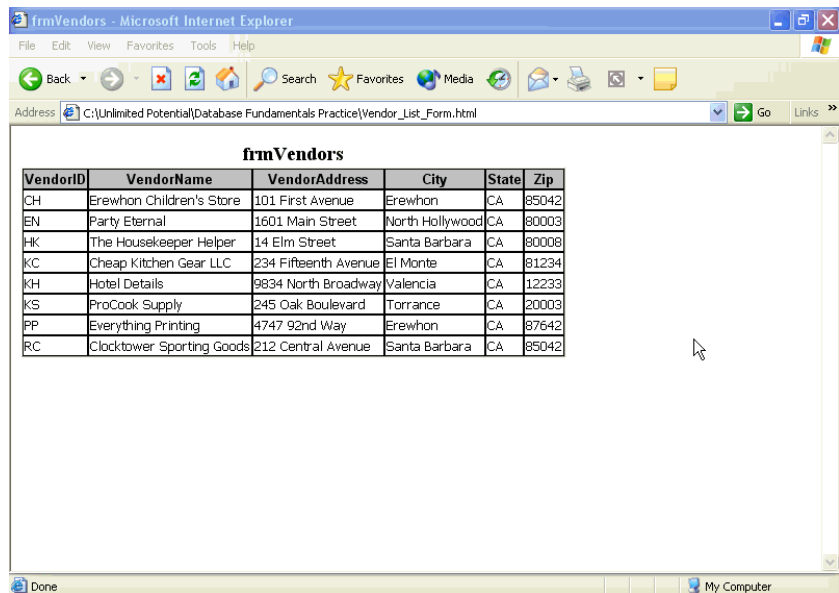 frmVendors - Microsoft Internet Explorer
File Edit View Favorites Tools Help
Back Search Favorites Media
Address C:\Unlimited Potential\Database Fundamentals Practice\Vendor_List_Form.html Go Links »
frmVendors
VendorID VendorName VendorAddress City State Zip
CH Erewhon Children's Store 101 First Avenue Erewhon CA 85042
EN Party Eternal 1601 Main Street North Hollywood CA 80003
HK The Housekeeper Helper 14 Elm Street Santa Barbara CA 80008
KC Cheap Kitchen Gear LLC 234 Fifteenth Avenue El Monte CA 81234
KH Hotel Details 9834 North Broadway Valencia CA 12233
KS ProCook Supply 245 Oak Boulevard Torrance CA 20003
PP Everything Printing 4747 92nd Way Erewhon CA 87642
RC Clocktower Sporting Goods 212 Central Avenue Santa Barbara CA 85042
Done My Computer